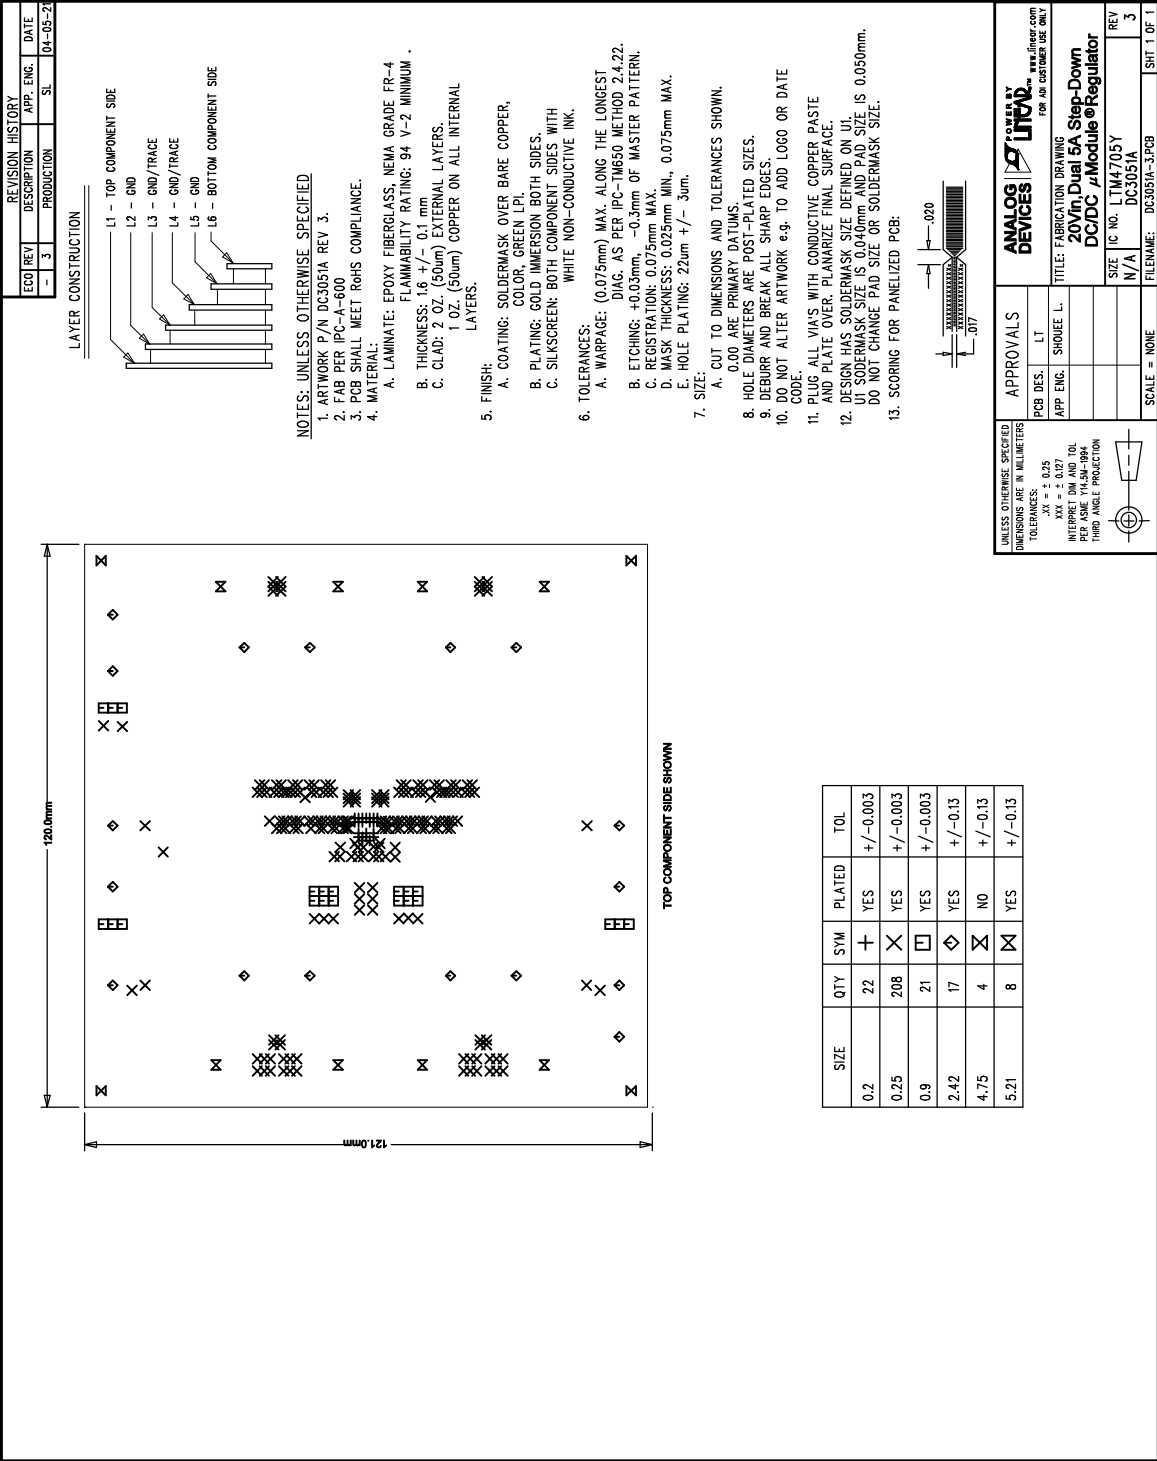 REVISION HISTORY
ECO REV DESCRIPTION APP. ENG. DATE
- 3 PRODUCTION SL 04-05-21
LAYER CONSTRUCTION
L1 - TOP COMPONENT SIDE
L2 - GND
L3 - GND/TRACE
L4 - GND/TRACE
L5 - GND
L6 - BOTTOM COMPONENT SIDE
NOTES: UNLESS OTHERWISE SPECIFIED
1. ARTWORK P/N DC3051A REV 3.
2. FAB PER IPC-A-600
3. PCB SHALL MEET RoHS COMPLIANCE.
4. MATERIAL:
A. LAMINATE: EPOXY FIBERGLASS, NEMA GRADE FR-4
FLAMMABILITY RATING: 94 V-2 MINIMUM .
B. THICKNESS: 1.6 +/- 0.1 mm
C. CLAD: 2 OZ. (50um) EXTERNAL LAYERS.
1 OZ. (50um) COPPER ON ALL INTERNAL
LAYERS.
5. FINISH:
A. COATING: SOLDERMASK OVER BARE COPPER,
COLOR, GREEN LPI.
B. PLATING: GOLD IMMERSION BOTH SIDES.
C. SILKSCREEN: BOTH COMPONENT SIDES WITH
WHITE NON-CONDUCTIVE INK.
6. TOLERANCES:
A. WARPAGE: (0.075mm) MAX. ALONG THE LONGEST
DIAG. AS PER IPC-TM650 METHOD 2.4.22.
B. ETCHING: +0.03mm, -0.3mm OF MASTER PATTERN.
C. REGISTRATION: 0.075mm MAX.
D. MASK THICKNESS: 0.025mm MIN., 0.075mm MAX.
E. HOLE PLATING: 22um +/- 3um.
7. SIZE:
A. CUT TO DIMENSIONS AND TOLERANCES SHOWN.
0.00 ARE PRIMARY DATUMS.
8. HOLE DIAMETERS ARE POST-PLATED SIZES.
9. DEBURR AND BREAK ALL SHARP EDGES.
10. DO NOT ALTER ARTWORK e.g. TO ADD LOGO OR DATE
CODE.
11. PLUG ALL VIA'S WITH CONDUCTIVE COPPER PASTE
AND PLATE OVER. PLANARIZE FINAL SURFACE.
12. DESIGN HAS SOLDERMASK SIZE DEFINED ON U1.
U1 SODERMASK SIZE IS 0.040mm AND PAD SIZE IS 0.050mm.
DO NOT CHANGE PAD SIZE OR SOLDERMASK SIZE.
13. SCORING FOR PANELIZED PCB:
.020
.017
120.0mm
121.0mm
TOP COMPONENT SIDE SHOWN
SIZE QTY SYM PLATED TOL
0.2 22 YES +/-0.003
0.25 208 YES +/-0.003
0.9 21 YES +/-0.003
2.42 17 YES +/-0.13
4.75 4 NO +/-0.13
5.21 8 YES +/-0.13
UNLESS OTHERWISE SPECIFIED
DIMENSIONS ARE IN MILLIMETERS
TOLERANCES:
.XX = ± 0.25
XXX = ± 0.127
INTERPRET DIM AND TOL
PER ASME Y14.5M-1994
THIRD ANGLE PROJECTION
APPROVALS
PCB DES. LT
APP ENG. SHOUEE L.
SCALE = NONE
ANALOG DEVICES
POWER BY LINEAR
www.linear.com
FOR ADI CUSTOMER USE ONLY
TITLE: FABRICATION DRAWING
20Vin,Dual 5A Step-Down
DC/DC µModule® Regulator
SIZE N/A
IC NO. LTM4705Y
DC3051A
REV 3
FILENAME: DC3051A-3.PCB
SHT 1 OF 1